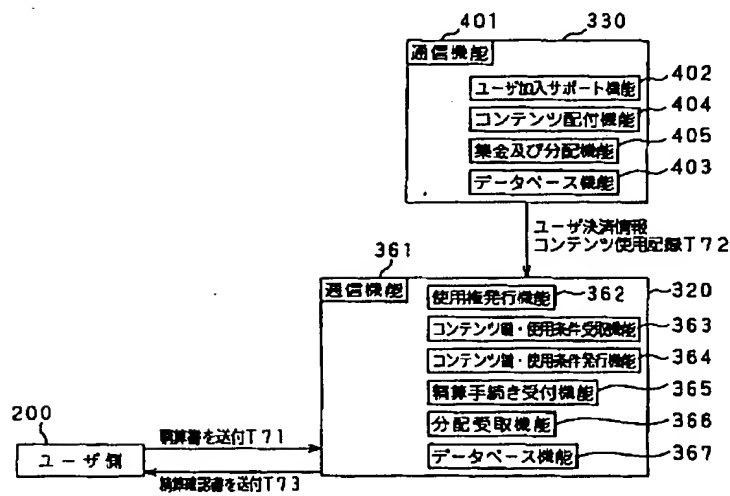 401
330
通信機能
ユーザ加入サポート機能
402
コンテンツ配付機能
404
集金及び分配機能
405
データベース機能
403
ユーザ決済情報
コンテンツ使用記録T72
361
通信機能
使用権発行機能
362
320
コンテンツ鍵・使用条件受取機能
363
コンテンツ鍵・使用条件発行機能
364
精算手続き受付機能
365
分配受取機能
366
データベース機能
367
200
ユーザ側
精算書を送付T71
精算確認書を送付T73